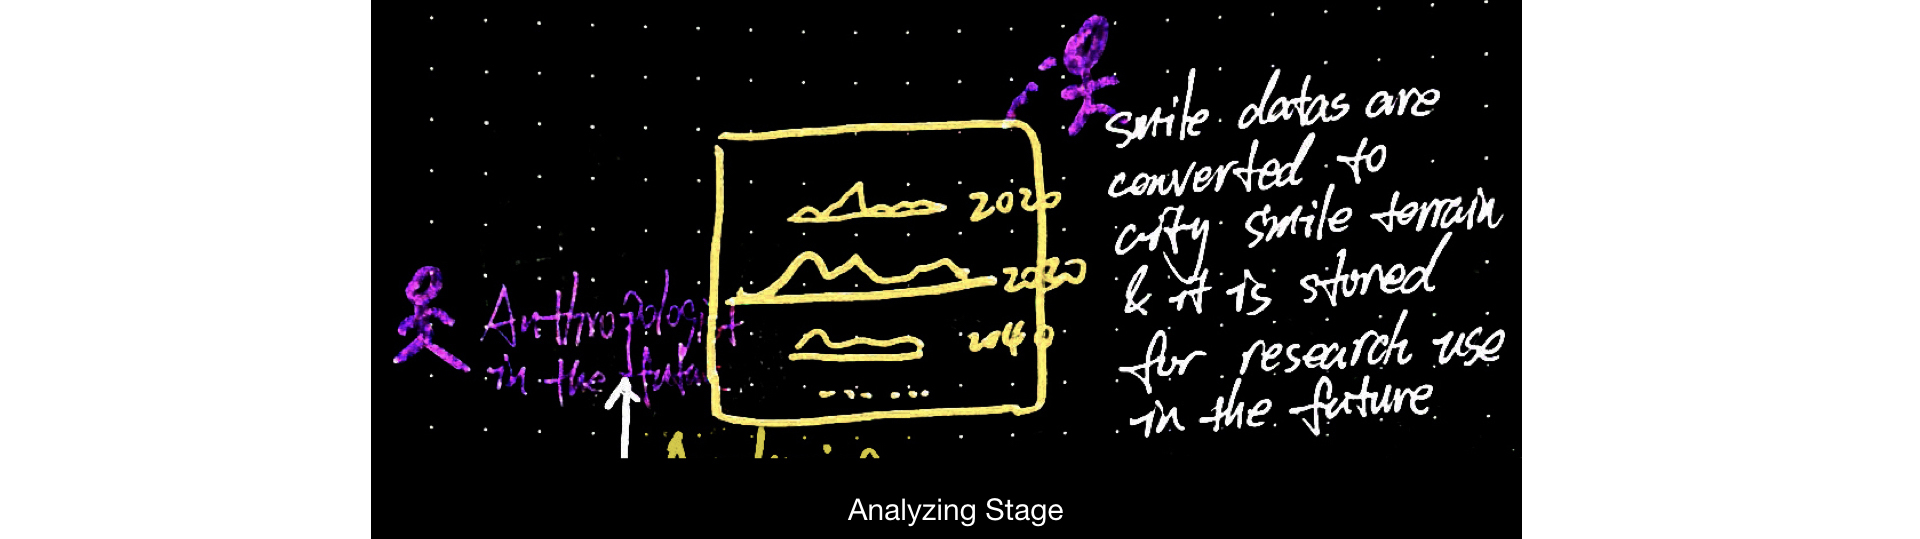 smile datas are
converted to
city smile terrain
& it is stored
for research use
in the future
2020
2030
2040
Anthropologist
in the future
Analyzing Stage